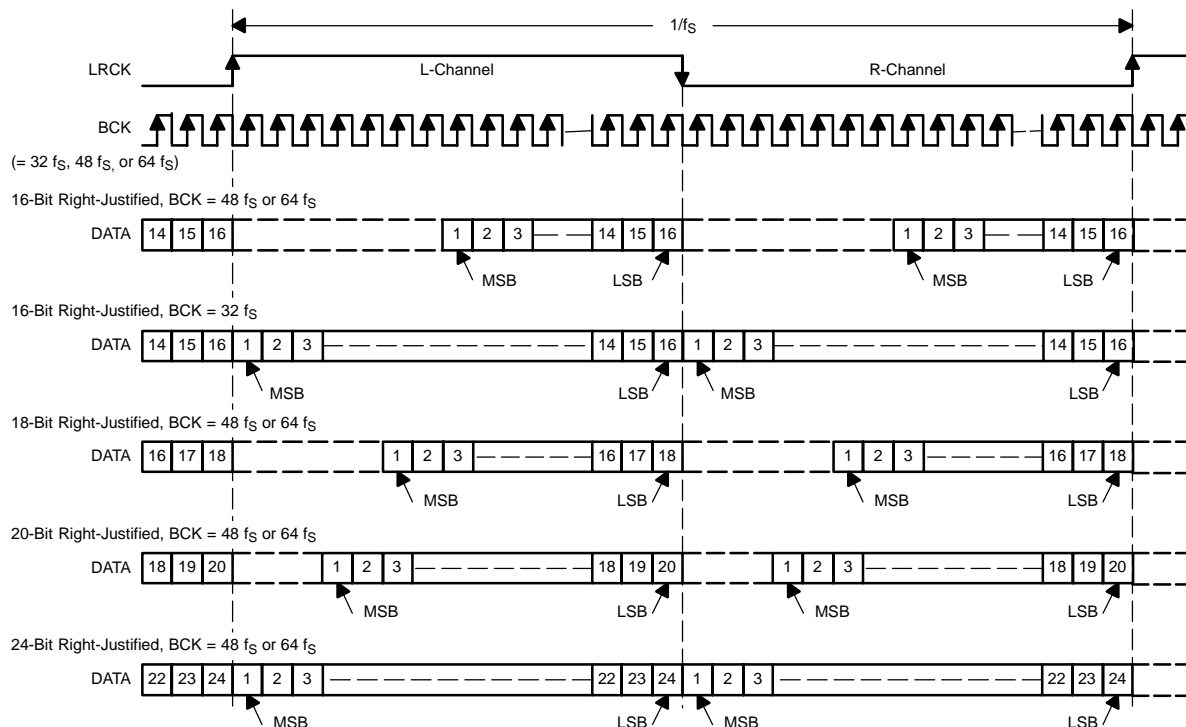 1/fS
LRCK L-Channel R-Channel
BCK
(= 32 fS, 48 fS, or 64 fS)
16-Bit Right-Justified, BCK = 48 fS or 64 fS
DATA 14 15 16 1 2 3 14 15 16 1 2 3 14 15 16
MSB LSB MSB LSB
16-Bit Right-Justified, BCK = 32 fS
DATA 14 15 16 1 2 3 14 15 16 1 2 3 14 15 16
MSB LSB MSB LSB
18-Bit Right-Justified, BCK = 48 fS or 64 fS
DATA 16 17 18 1 2 3 16 17 18 1 2 3 16 17 18
MSB LSB MSB LSB
20-Bit Right-Justified, BCK = 48 fS or 64 fS
DATA 18 19 20 1 2 3 18 19 20 1 2 3 18 19 20
MSB LSB MSB LSB
24-Bit Right-Justified, BCK = 48 fS or 64 fS
DATA 22 23 24 1 2 3 22 23 24 1 2 3 22 23 24
MSB LSB MSB LSB